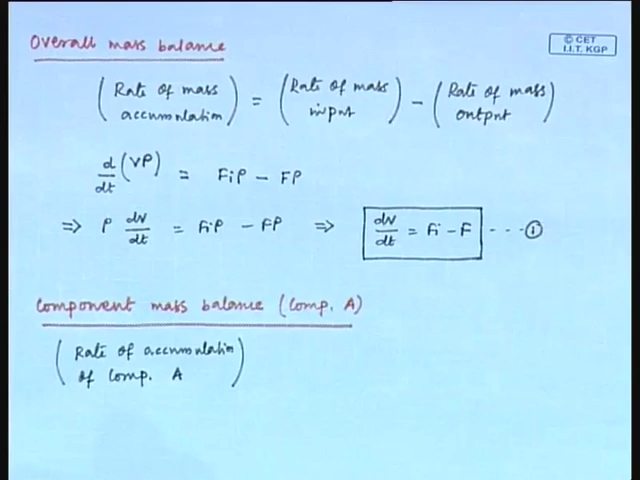 Overall mass balance
© CET
I.I.T. KGP
(Rate of mass accumulation) = (Rate of mass input) - (Rate of mass output)
d/dt (Vρ) = Fiρ - Fρ
⇒ ρ dV/dt = Fiρ - Fρ ⇒ dV/dt = Fi - F --- ①
Component mass balance (Comp. A)
(Rate of accumulation
of Comp. A)